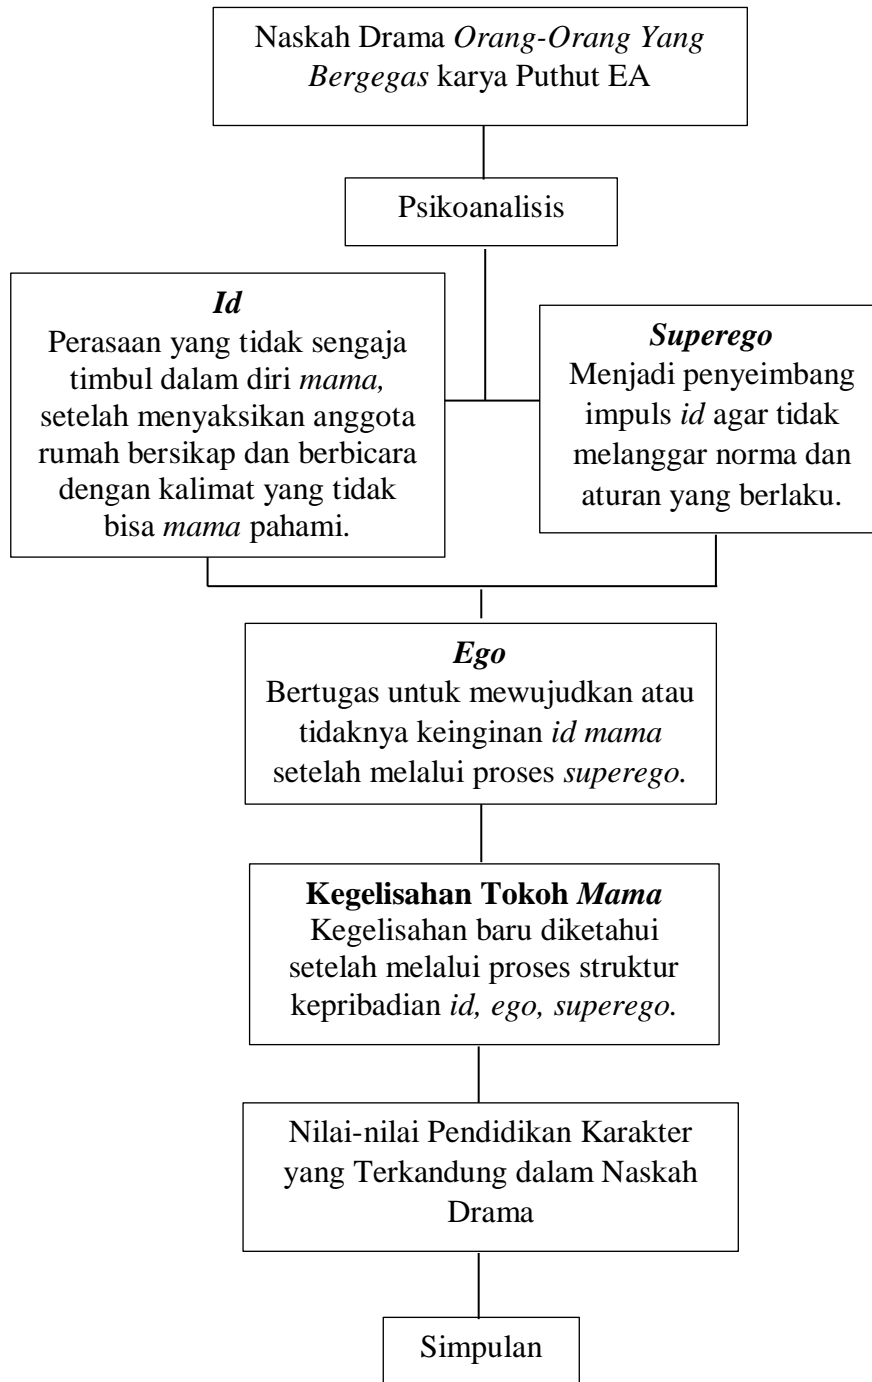 Naskah Drama Orang-Orang Yang
Bergegas karya Puthut EA
Psikoanalisis
Id
Perasaan yang tidak sengaja
timbul dalam diri mama,
setelah menyaksikan anggota
rumah bersikap dan berbicara
dengan kalimat yang tidak
bisa mama pahami.
Superego
Menjadi penyeimbang
impuls id agar tidak
melanggar norma dan
aturan yang berlaku.
Ego
Bertugas untuk mewujudkan atau
tidaknya keinginan id mama
setelah melalui proses superego.
Kegelisahan Tokoh Mama
Kegelisahan baru diketahui
setelah melalui proses struktur
kepribadian id, ego, superego.
Nilai-nilai Pendidikan Karakter
yang Terkandung dalam Naskah
Drama
Simpulan